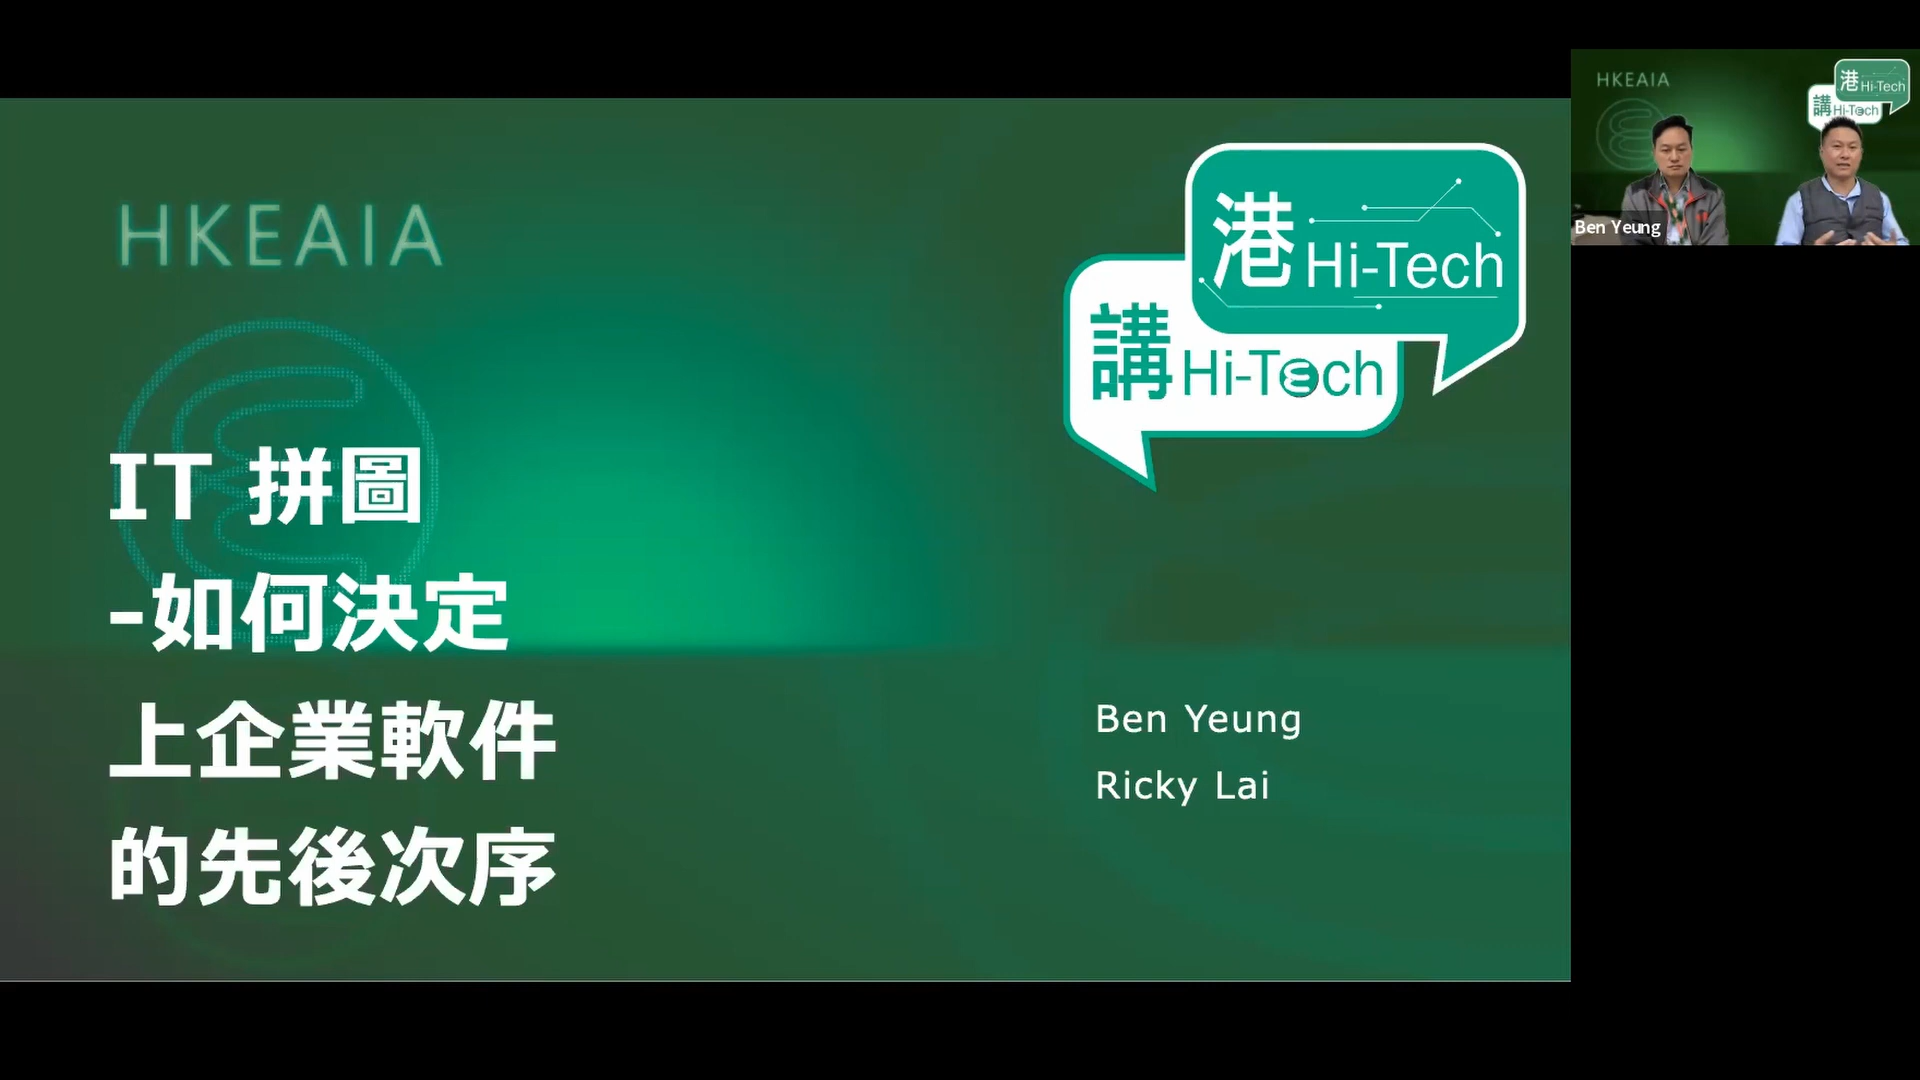 HKEAIA
港 Hi-Tech
講 Hi-Tech
IT 拼圖
-如何決定
上企業軟件
的先後次序
Ben Yeung
Ricky Lai
HKEAIA
港 Hi-Tech
講 Hi-Tech
Ben Yeung